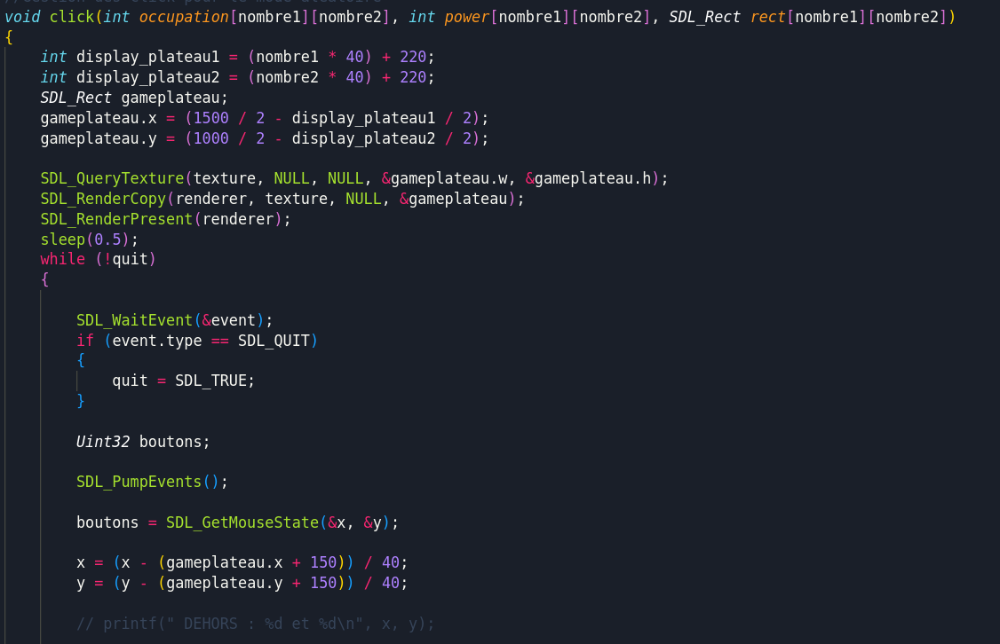 void click(int occupation[nombre1][nombre2], int power[nombre1][nombre2], SDL_Rect rect[nombre1][nombre2])
{
    int display_plateau1 = (nombre1 * 40) + 220;
    int display_plateau2 = (nombre2 * 40) + 220;
    SDL_Rect gameplateau;
    gameplateau.x = (1500 / 2 - display_plateau1 / 2);
    gameplateau.y = (1000 / 2 - display_plateau2 / 2);
    SDL_QueryTexture(texture, NULL, NULL, &gameplateau.w, &gameplateau.h);
    SDL_RenderCopy(renderer, texture, NULL, &gameplateau);
    SDL_RenderPresent(renderer);
    sleep(0.5);
    while (!quit)
    {
        SDL_WaitEvent(&event);
        if (event.type == SDL_QUIT)
        {
            quit = SDL_TRUE;
        }
        Uint32 boutons;
        SDL_PumpEvents();
        boutons = SDL_GetMouseState(&x, &y);
        x = (x - (gameplateau.x + 150)) / 40;
        y = (y - (gameplateau.y + 150)) / 40;
        // printf(" DEHORS : %d et %d\n", x, y);